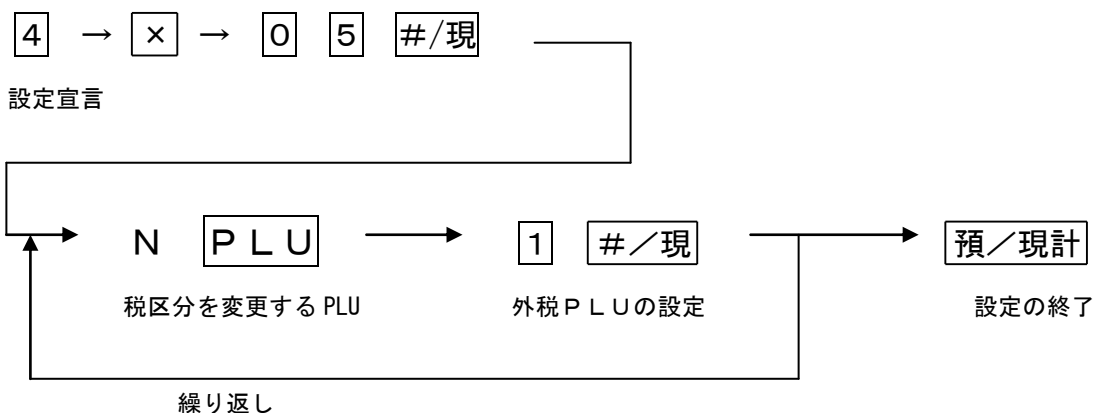 4 → × → 0 5 #/現
設定宣言
N PLU 1 #/現 預/現計
税区分を変更する PLU 外税PLUの設定 設定の終了
繰り返し